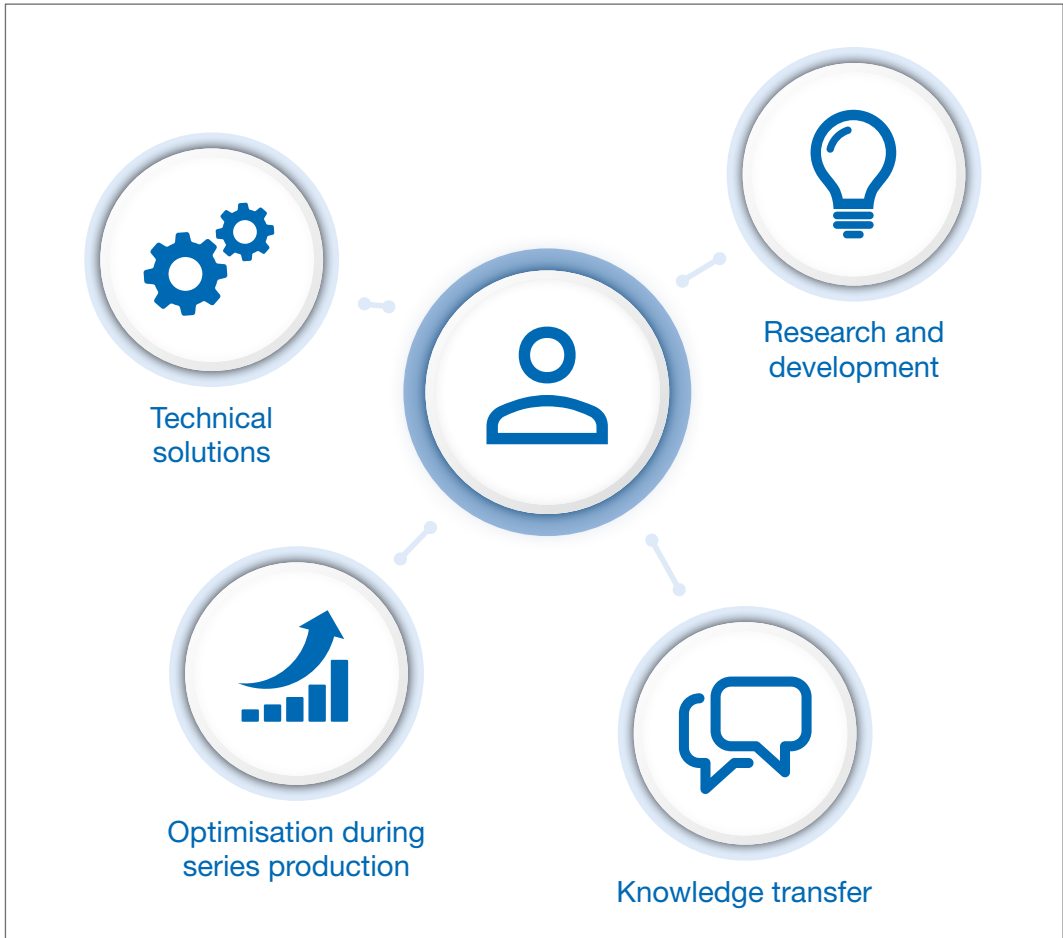 Research and
development
Technical
solutions
Optimisation during
series production
Knowledge transfer